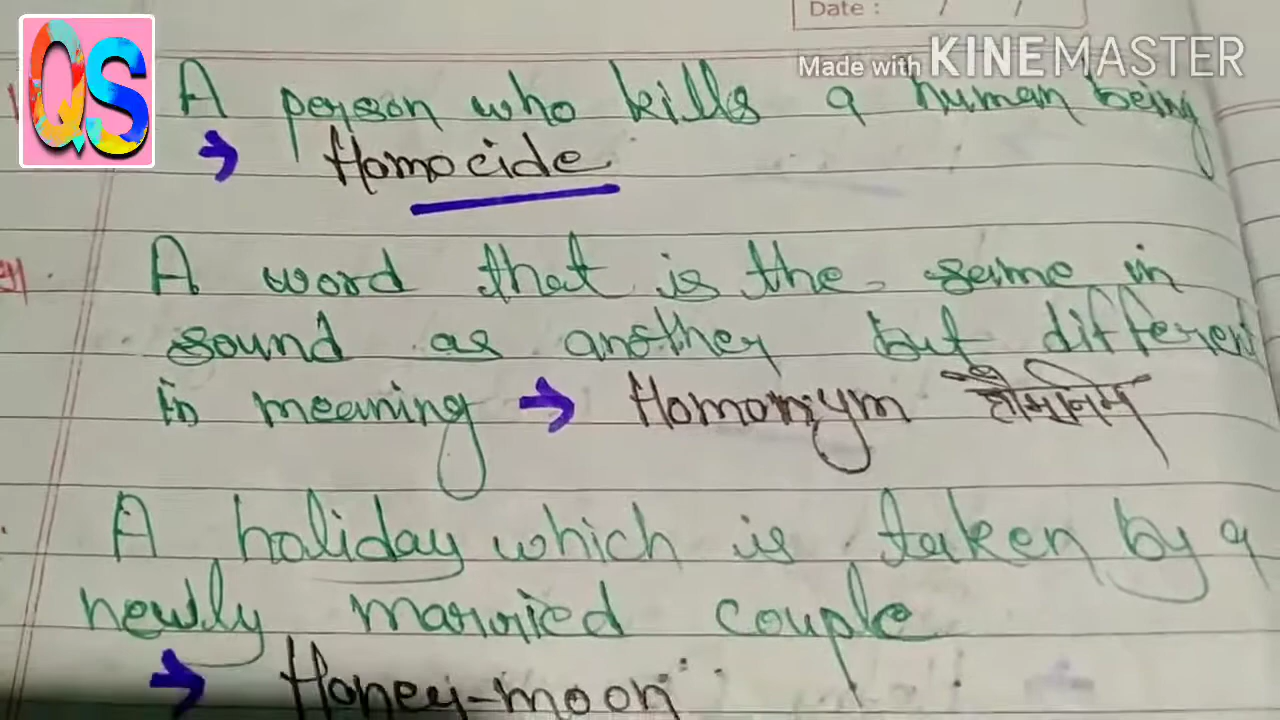 Date : / /
QS
Made with KINEMASTER
A person who kills a human being
→ Homocide
A word that is the same in
sound as another but different
in meaning → Homoniym हौमोनिम
A holiday which is taken by a
newly married couple
→ Honey-moon